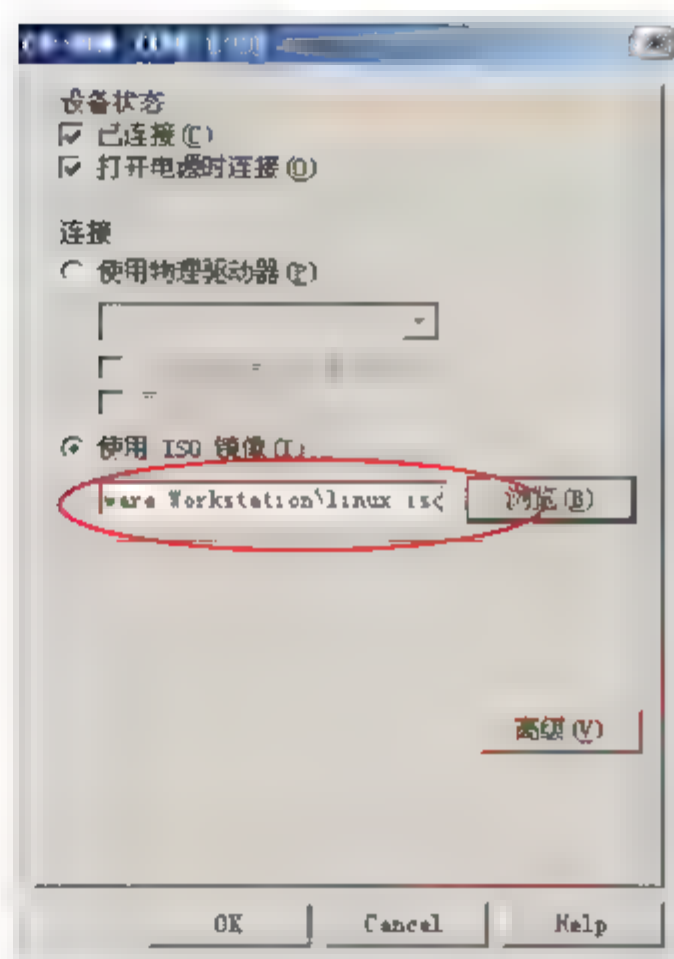 设备状态
已连接(C)
打开电源时连接(O)
连接
使用物理驱动器(P)
使用 ISO 镜像(I)
ware Workstation\linux iso
浏览(B)
高级(V)
OK Cancel Help